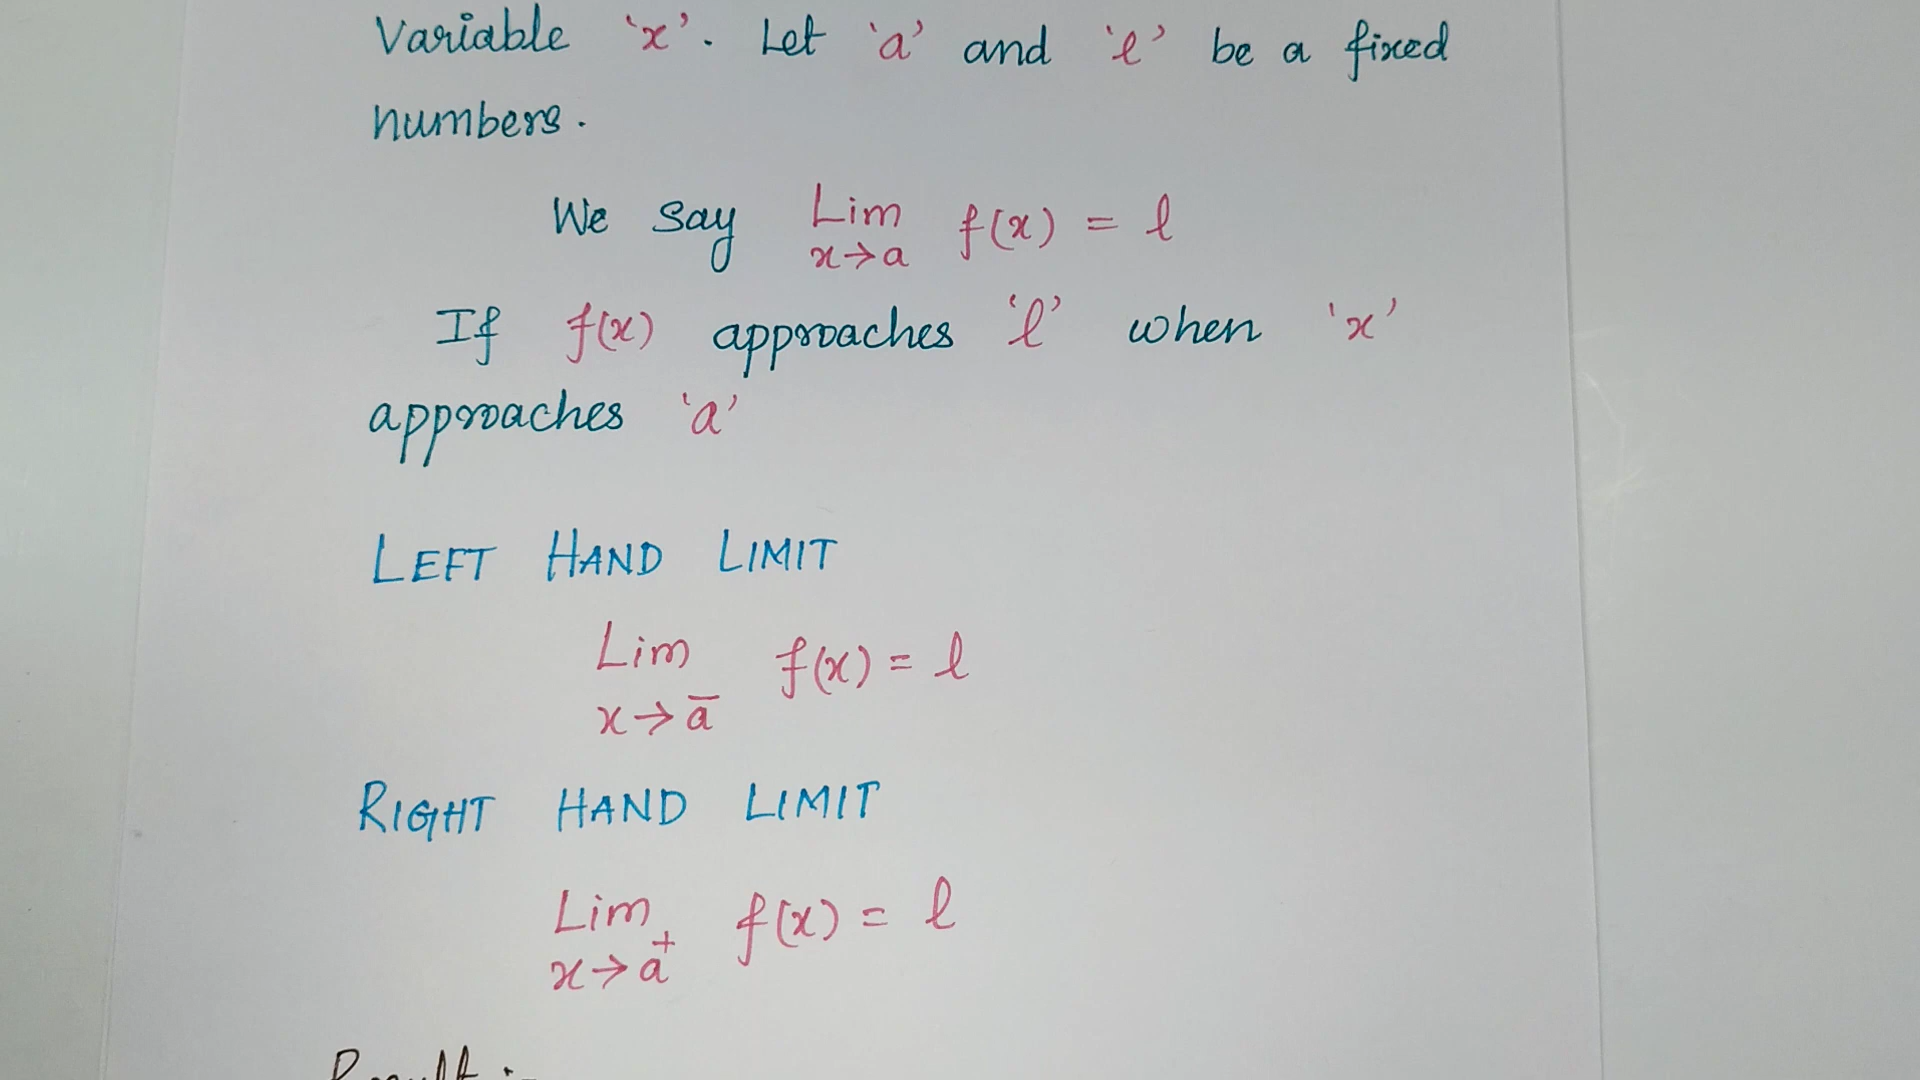 Variable 'x'. Let 'a' and 'l' be a fixed
numbers.
We say Lim f(x) = l
x→a
If f(x) approaches 'l' when 'x'
approaches 'a'
LEFT HAND LIMIT
Lim f(x) = l
x→a⁻
RIGHT HAND LIMIT
Lim f(x) = l
x→a⁺
Result :